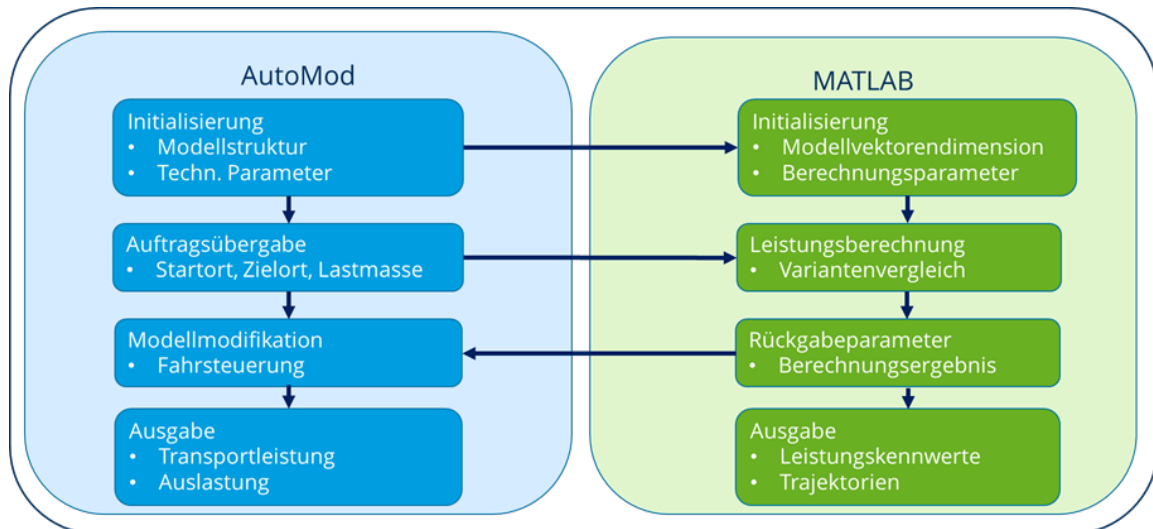 AutoMod
Initialisierung
• Modellstruktur
• Techn. Parameter
Auftragsübergabe
• Startort, Zielort, Lastmasse
Modellmodifikation
• Fahrsteuerung
Ausgabe
• Transportleistung
• Auslastung
MATLAB
Initialisierung
• Modellvektorendimension
• Berechnungsparameter
Leistungsberechnung
• Variantenvergleich
Rückgabeparameter
• Berechnungsergebnis
Ausgabe
• Leistungskennwerte
• Trajektorien